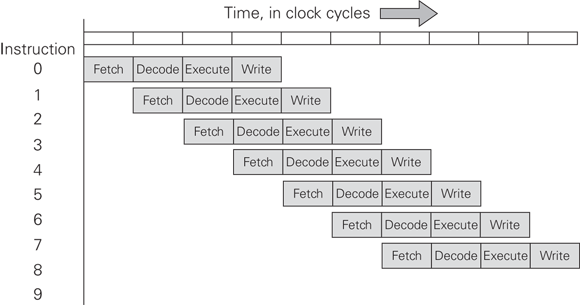 Time, in clock cycles
Instruction
0
Fetch Decode Execute Write
1
Fetch Decode Execute Write
2
Fetch Decode Execute Write
3
4
Fetch Decode Execute Write
5
Fetch Decode Execute Write
6
Fetch Decode Execute Write
7
Fetch Decode Execute Write
8
9